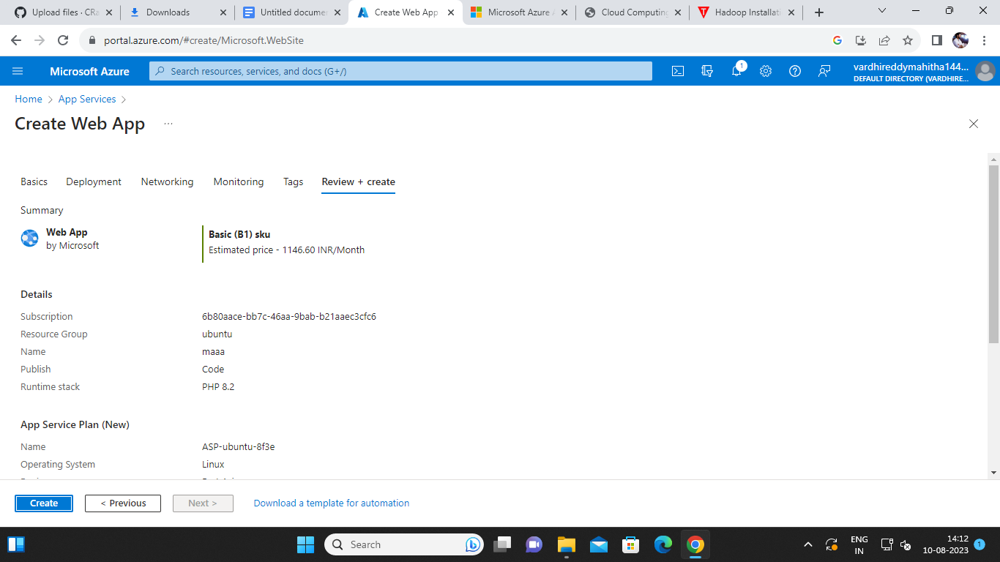 Upload files · CRa
Downloads
Untitled docume
Create Web App
Microsoft Azure
Cloud Computing
Hadoop Installati
portal.azure.com/#create/Microsoft.WebSite
Microsoft Azure
Search resources, services, and docs (G+/)
1
vardhireddymahitha144...
DEFAULT DIRECTORY (VARDHIRE...
Home > App Services >
Create Web App ...
Basics Deployment Networking Monitoring Tags Review + create
Summary
Web App
by Microsoft
Basic (B1) sku
Estimated price - 1146.60 INR/Month
Details
Subscription 6b80aace-bb7c-46aa-9bab-b21aaec3cfc6
Resource Group ubuntu
Name maaa
Publish Code
Runtime stack PHP 8.2
App Service Plan (New)
Name ASP-ubuntu-8f3e
Operating System Linux
Create < Previous Next > Download a template for automation
Search
ENG
IN
14:12
10-08-2023
1